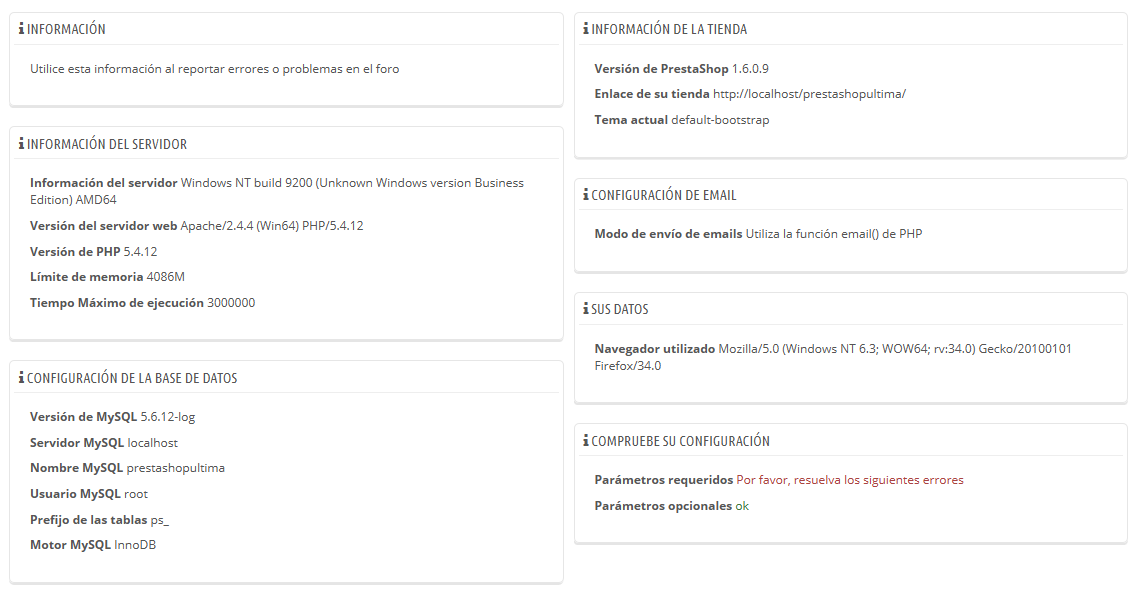 INFORMACIÓN
Utilice esta información al reportar errores o problemas en el foro
INFORMACIÓN DEL SERVIDOR
Información del servidor Windows NT build 9200 (Unknown Windows version Business
Edition) AMD64
Versión del servidor web Apache/2.4.4 (Win64) PHP/5.4.12
Versión de PHP 5.4.12
Límite de memoria 4086M
Tiempo Máximo de ejecución 3000000
CONFIGURACIÓN DE LA BASE DE DATOS
Versión de MySQL 5.6.12-log
Servidor MySQL localhost
Nombre MySQL prestashopultima
Usuario MySQL root
Prefijo de las tablas ps_
Motor MySQL InnoDB
INFORMACIÓN DE LA TIENDA
Versión de PrestaShop 1.6.0.9
Enlace de su tienda http://localhost/prestashopultima/
Tema actual default-bootstrap
CONFIGURACIÓN DE EMAIL
Modo de envío de emails Utiliza la función email() de PHP
SUS DATOS
Navegador utilizado Mozilla/5.0 (Windows NT 6.3; WOW64; rv:34.0) Gecko/20100101
Firefox/34.0
COMPRUEBE SU CONFIGURACIÓN
Parámetros requeridos Por favor, resuelva los siguientes errores
Parámetros opcionales ok